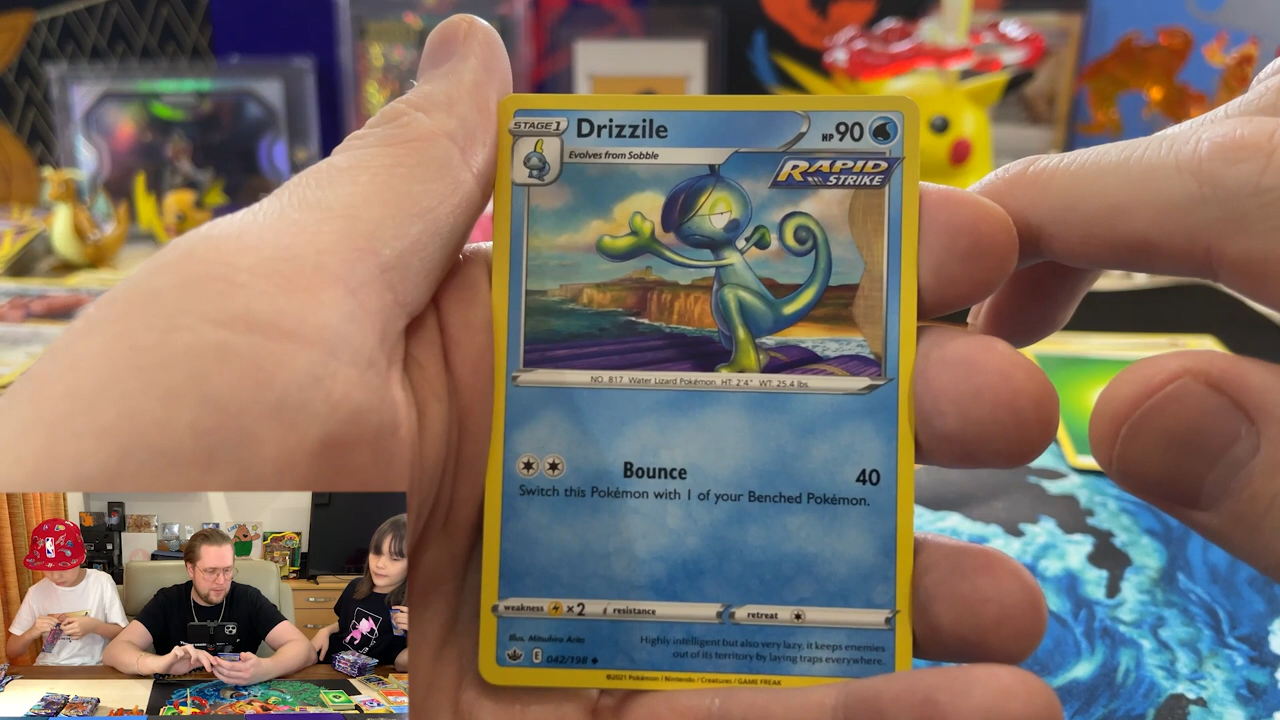 STAGE1
Drizzile
HP 90
Evolves from Sobble
RAPID
STRIKE
NO. 817 Water Lizard Pokémon HT: 2'4" WT: 25.4 lbs.
Bounce 40
Switch this Pokémon with 1 of your Benched Pokémon.
weakness ×2 resistance retreat
Illus. Mitsuhiro Arita
Highly intelligent but also very lazy, it keeps enemies
out of its territory by laying traps everywhere.
E 042/198
©2021 Pokémon / Nintendo / Creatures / GAME FREAK